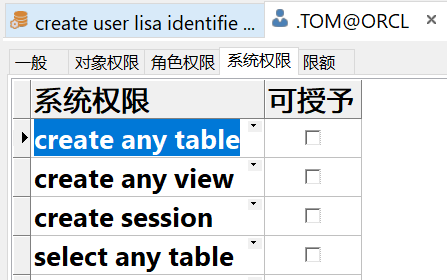 create user lisa identifie ...
.TOM@ORCL
一般 对象权限 角色权限 系统权限 限额
系统权限 可授予
create any table
create any view
create session
select any table